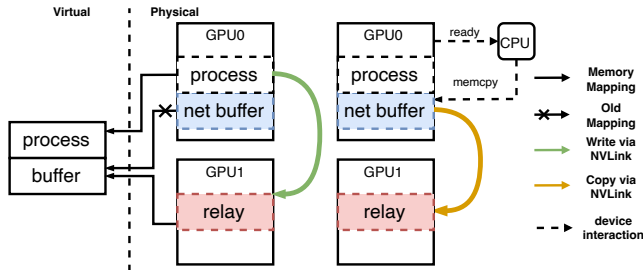 Virtual
Physical
GPU0
process
net buffer
process
buffer
GPU1
relay
GPU0
process
net buffer
GPU1
relay
ready
CPU
memcpy
Memory
Mapping
Old
Mapping
Write via
NVLink
Copy via
NVLink
device
interaction